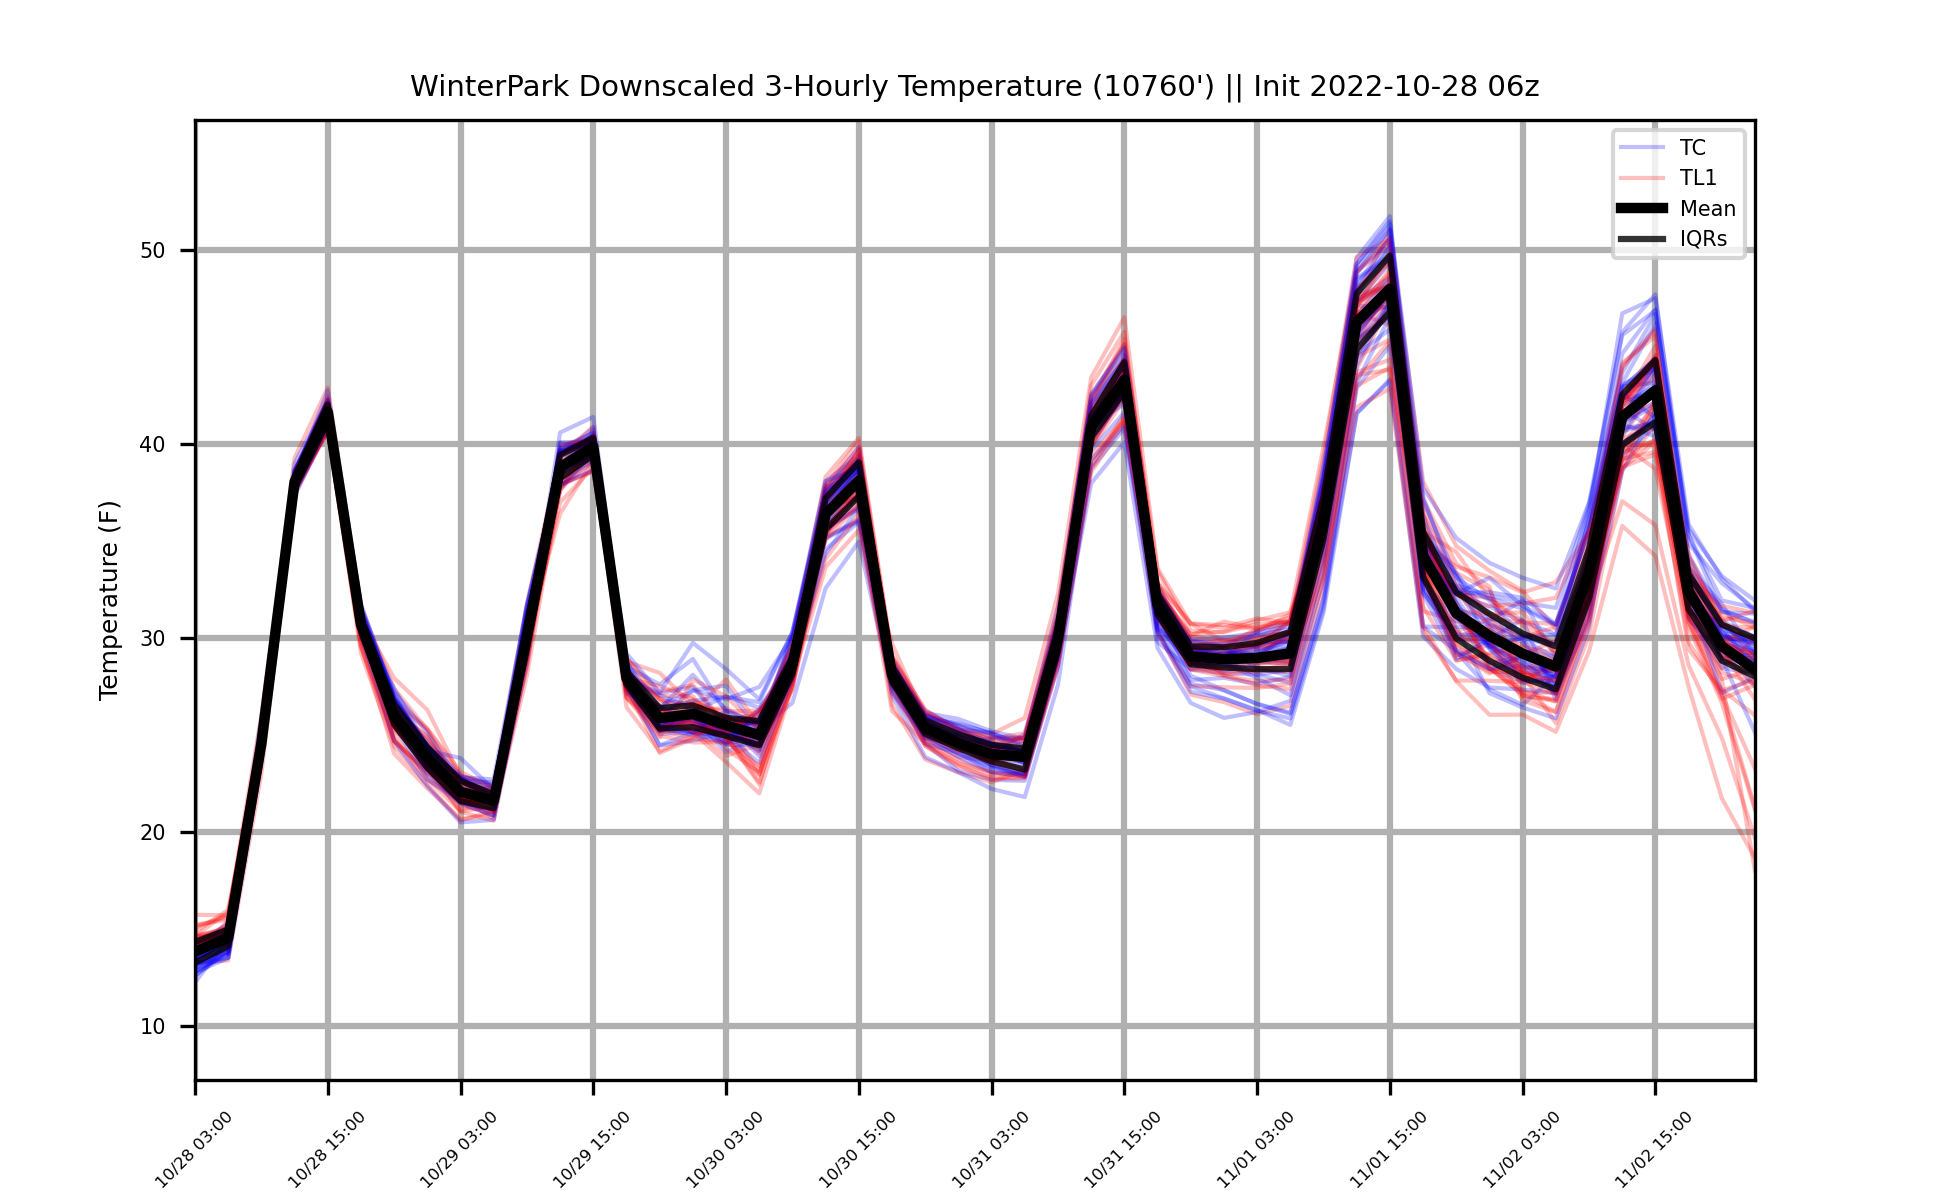 WinterPark Downscaled 3-Hourly Temperature (10760') || Init 2022-10-28 06z
TC
TL1
Mean
IQRs
Temperature (F)
50
40
30
20
10
10/28 03:00
10/28 15:00
10/29 03:00
10/29 15:00
10/30 03:00
10/30 15:00
10/31 03:00
10/31 15:00
11/01 03:00
11/01 15:00
11/02 03:00
11/02 15:00